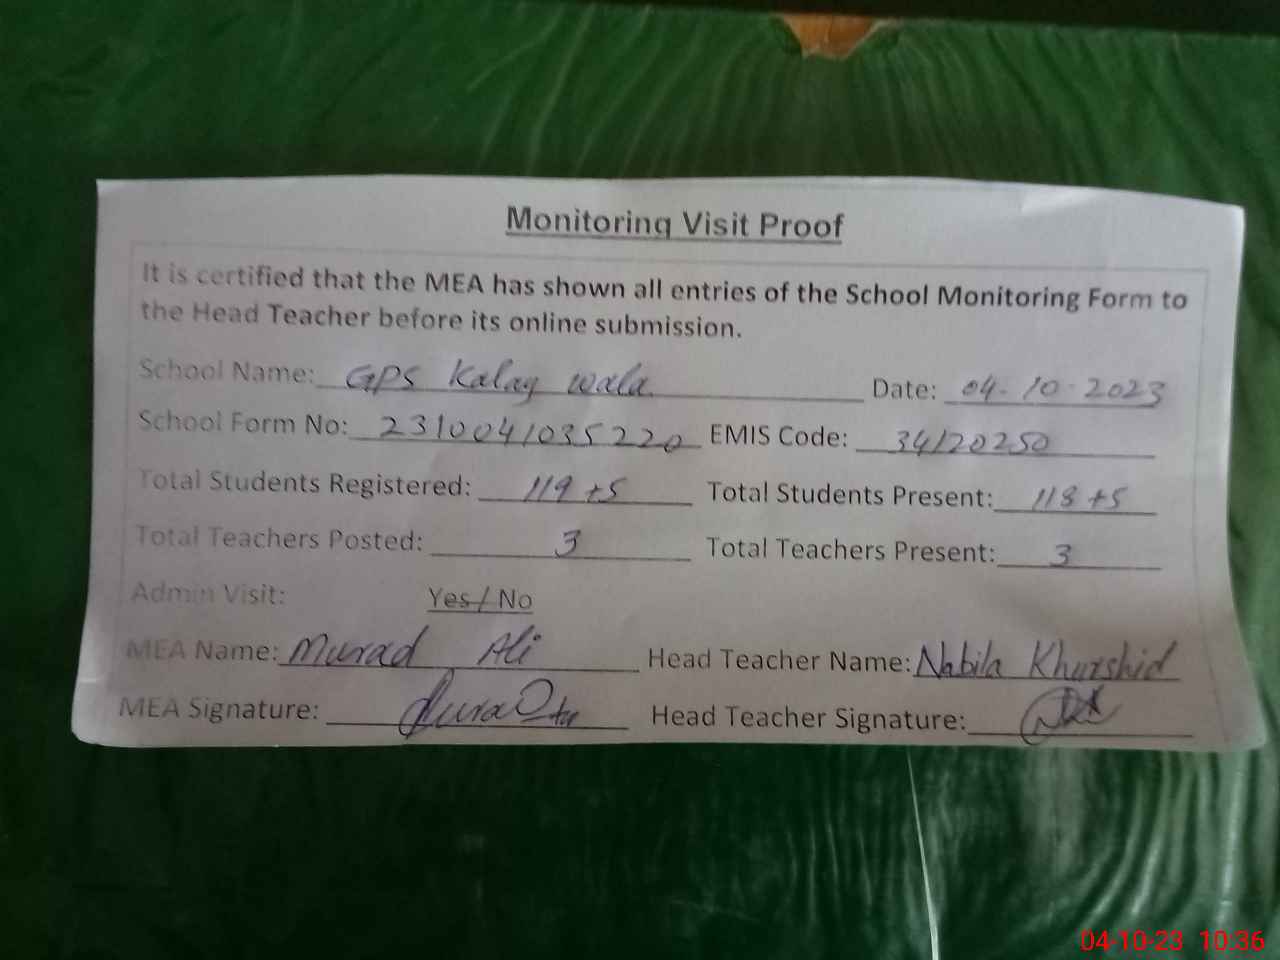 Monitoring Visit Proof
It is certified that the MEA has shown all entries of the School Monitoring Form to
the Head Teacher before its online submission.
School Name: GPS Kalay wala Date: 04-10-2023
School Form No: 2310041035220 EMIS Code: 34120250
Total Students Registered: 119+5 Total Students Present: 118+5
Total Teachers Posted: 3 Total Teachers Present: 3
Admin Visit: Yes / No
MEA Name: Murad Ali Head Teacher Name: Nabila Khurshid
MEA Signature: Head Teacher Signature:
04-10-23 10:36